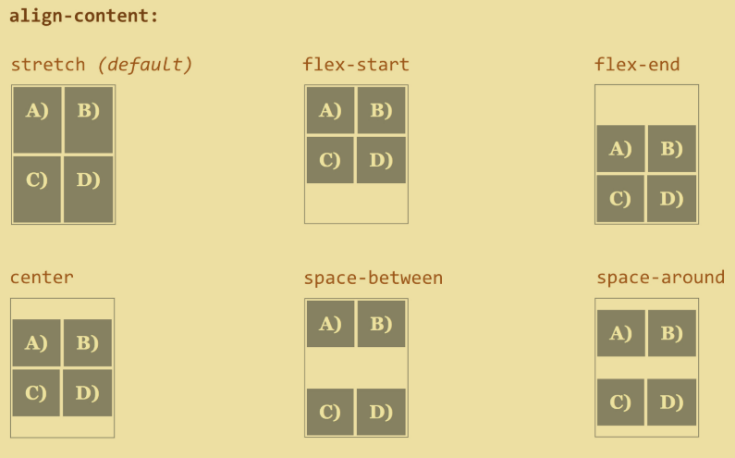 align-content:
stretch (default) flex-start flex-end
A) B) A) B)
C) D) C) D)
A) B)
C) D)
center space-between space-around
A) B) A) B) A) B)
C) D) C) D) C) D)